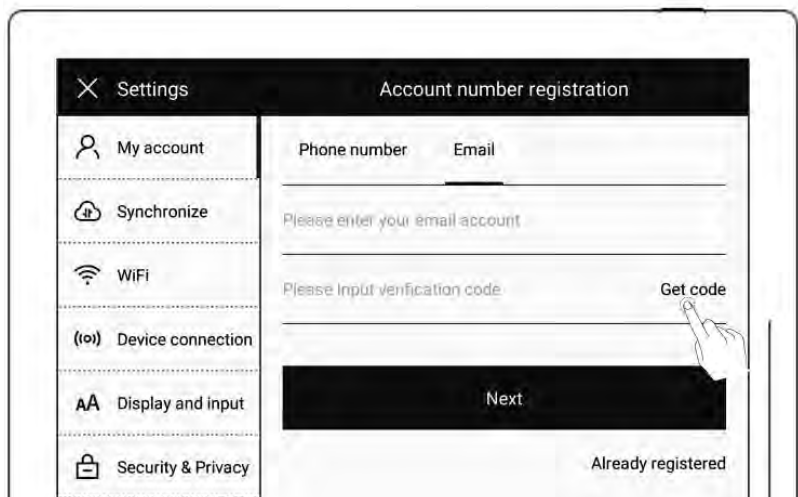 Settings
Account number registration
My account
Synchronize
WiFi
Device connection
AA Display and input
Security & Privacy
Phone number Email
Please enter your email account
Please Input verification code Get code
Next
Already registered